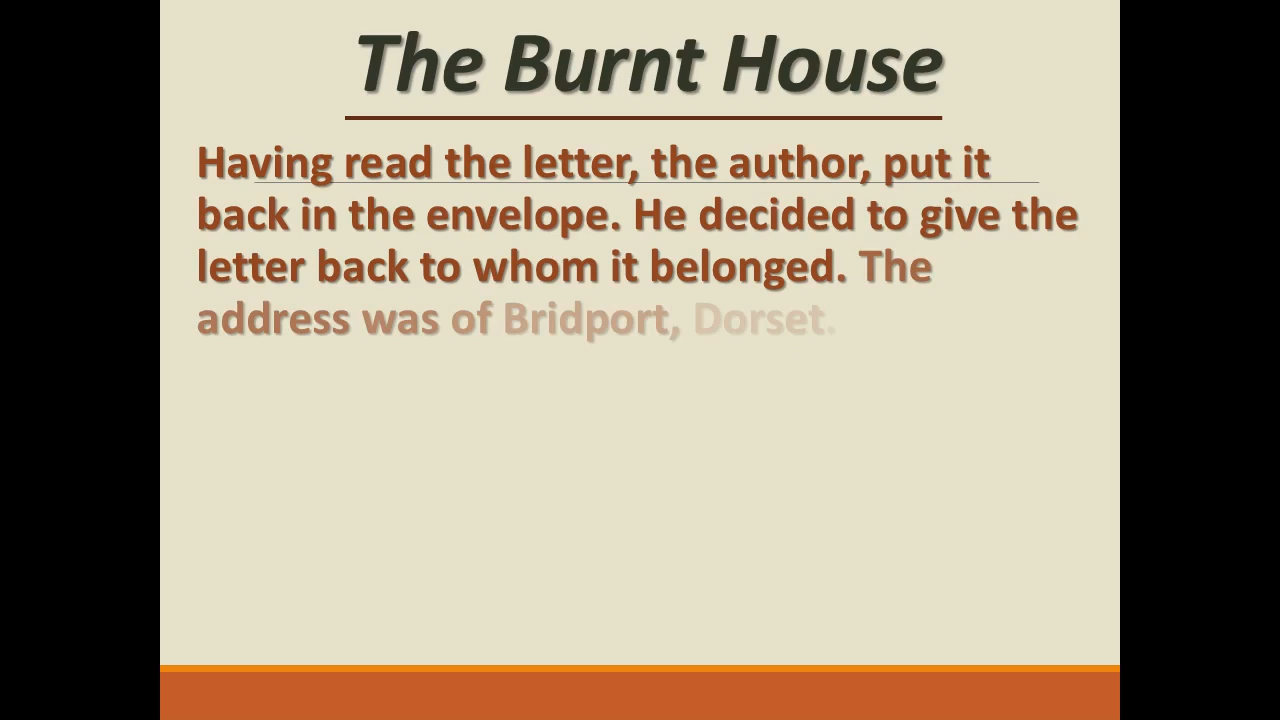 The Burnt House
Having read the letter, the author, put it
back in the envelope. He decided to give the
letter back to whom it belonged. The
address was of Bridport, Dorset.